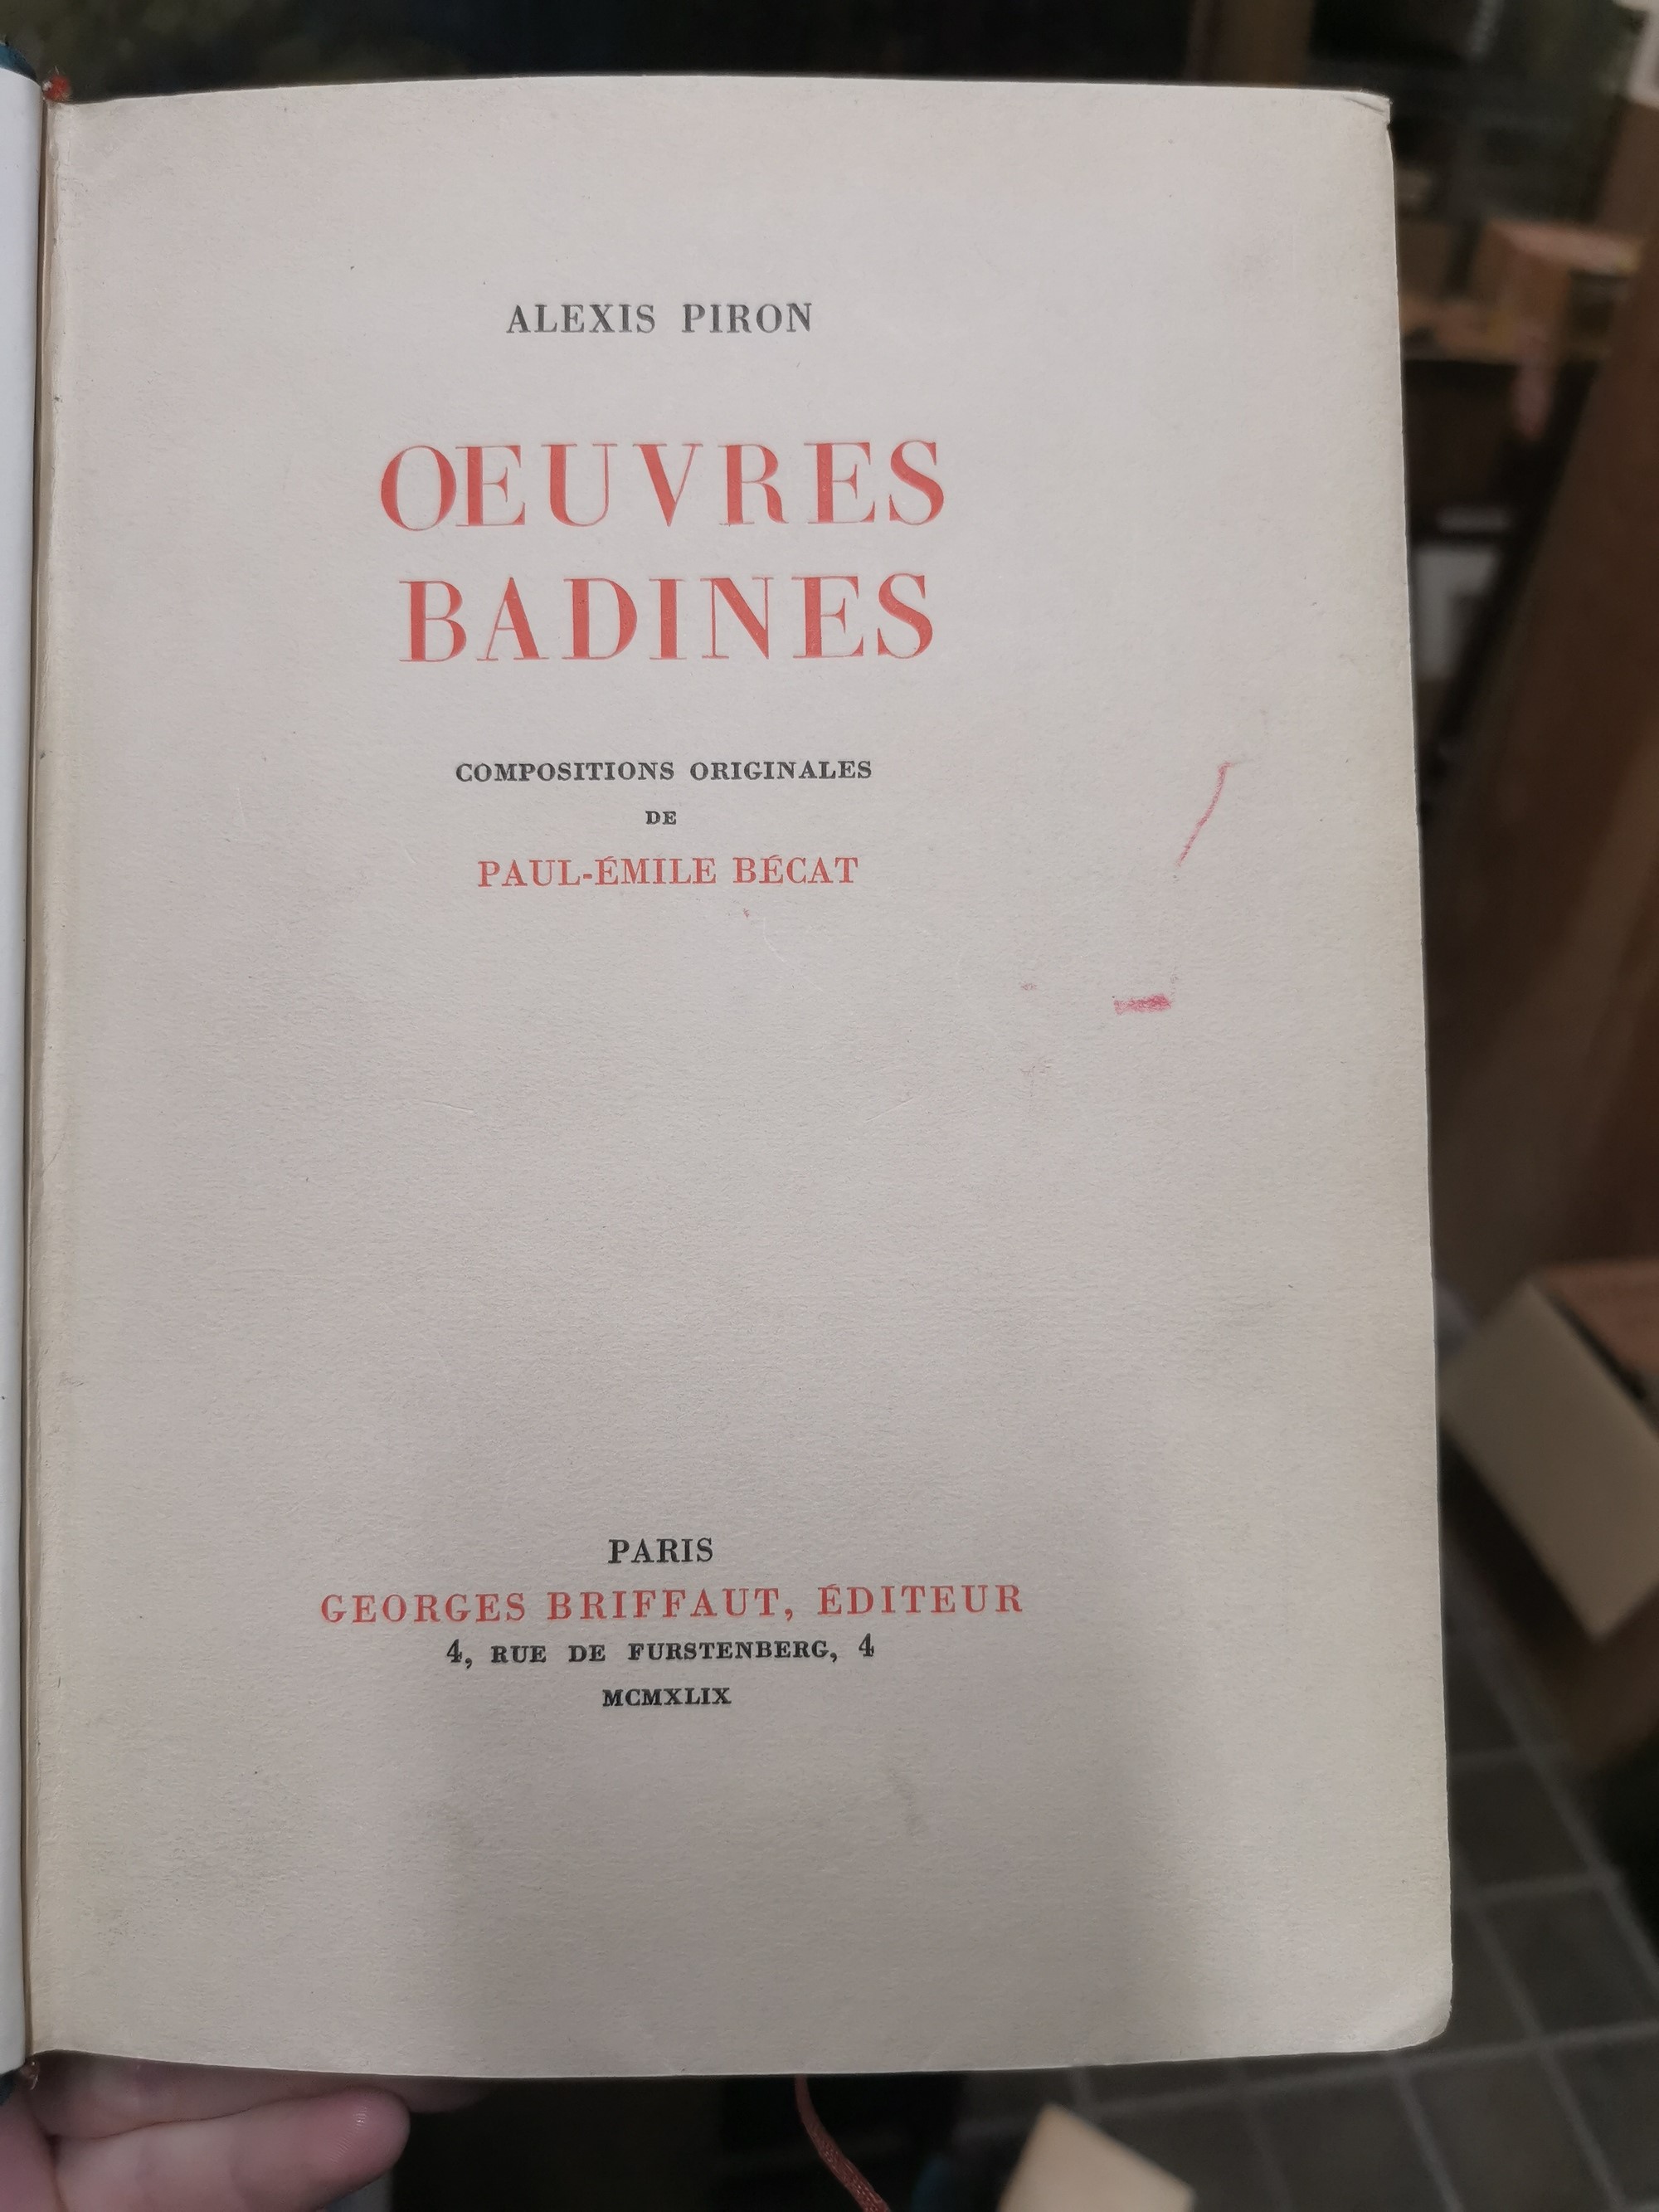 ALEXIS PIRON
ŒUVRES
BADINES
COMPOSITIONS ORIGINALES
DE
PAUL-ÉMILE BÉCAT
PARIS
GEORGES BRIFFAUT, ÉDITEUR
4, RUE DE FURSTENBERG, 4
MCMXLIX